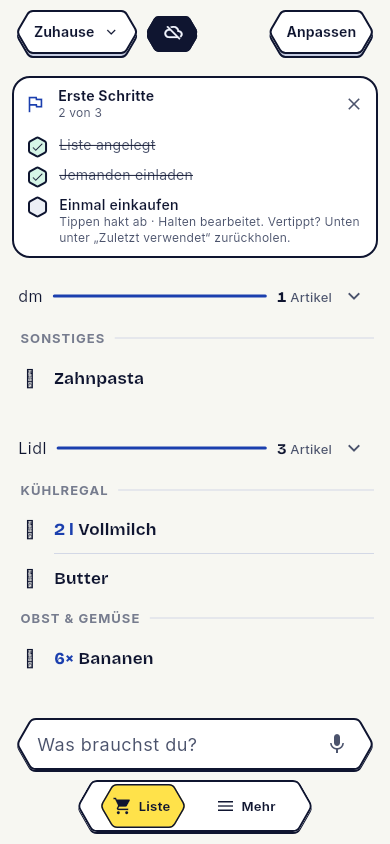 Zuhause
Anpassen
Erste Schritte
2 von 3
Liste angelegt
Jemanden einladen
Einmal einkaufen
Tippen hakt ab · Halten bearbeitet. Vertippt? Unten
unter „Zuletzt verwendet“ zurückholen.
dm 1 Artikel
SONSTIGES
Zahnpasta
Lidl 3 Artikel
KÜHLREGAL
2 l Vollmilch
Butter
OBST & GEMÜSE
6× Bananen
Was brauchst du?
Liste Mehr